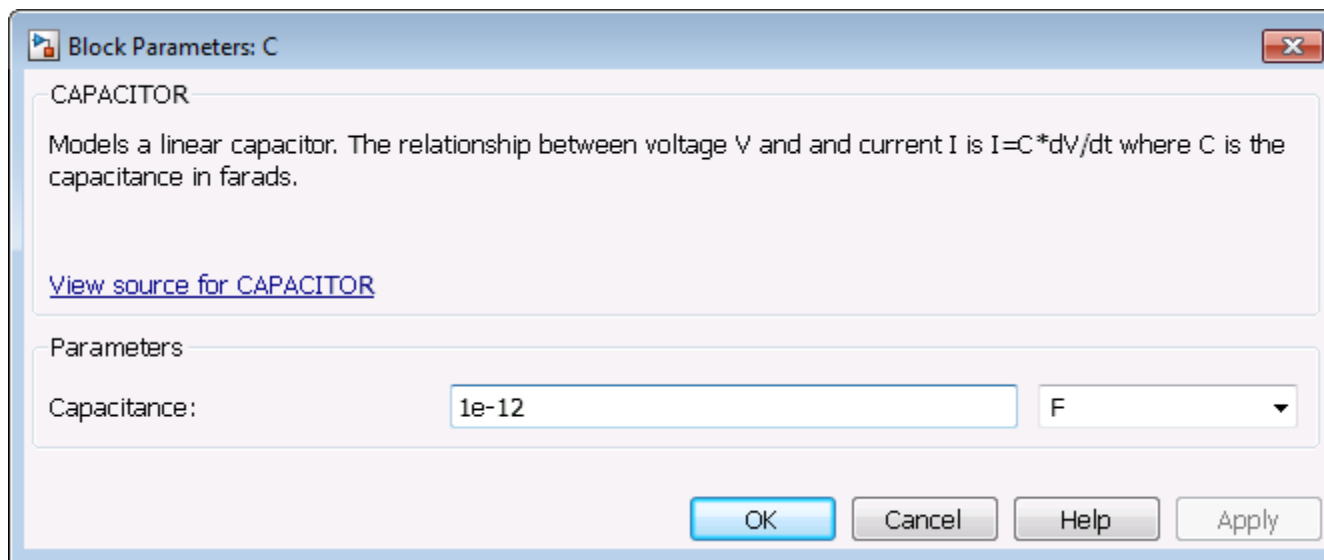 Block Parameters: C
CAPACITOR
Models a linear capacitor. The relationship between voltage V and and current I is I=C*dV/dt where C is the
capacitance in farads.
View source for CAPACITOR
Parameters
Capacitance: 1e-12 F
OK Cancel Help Apply